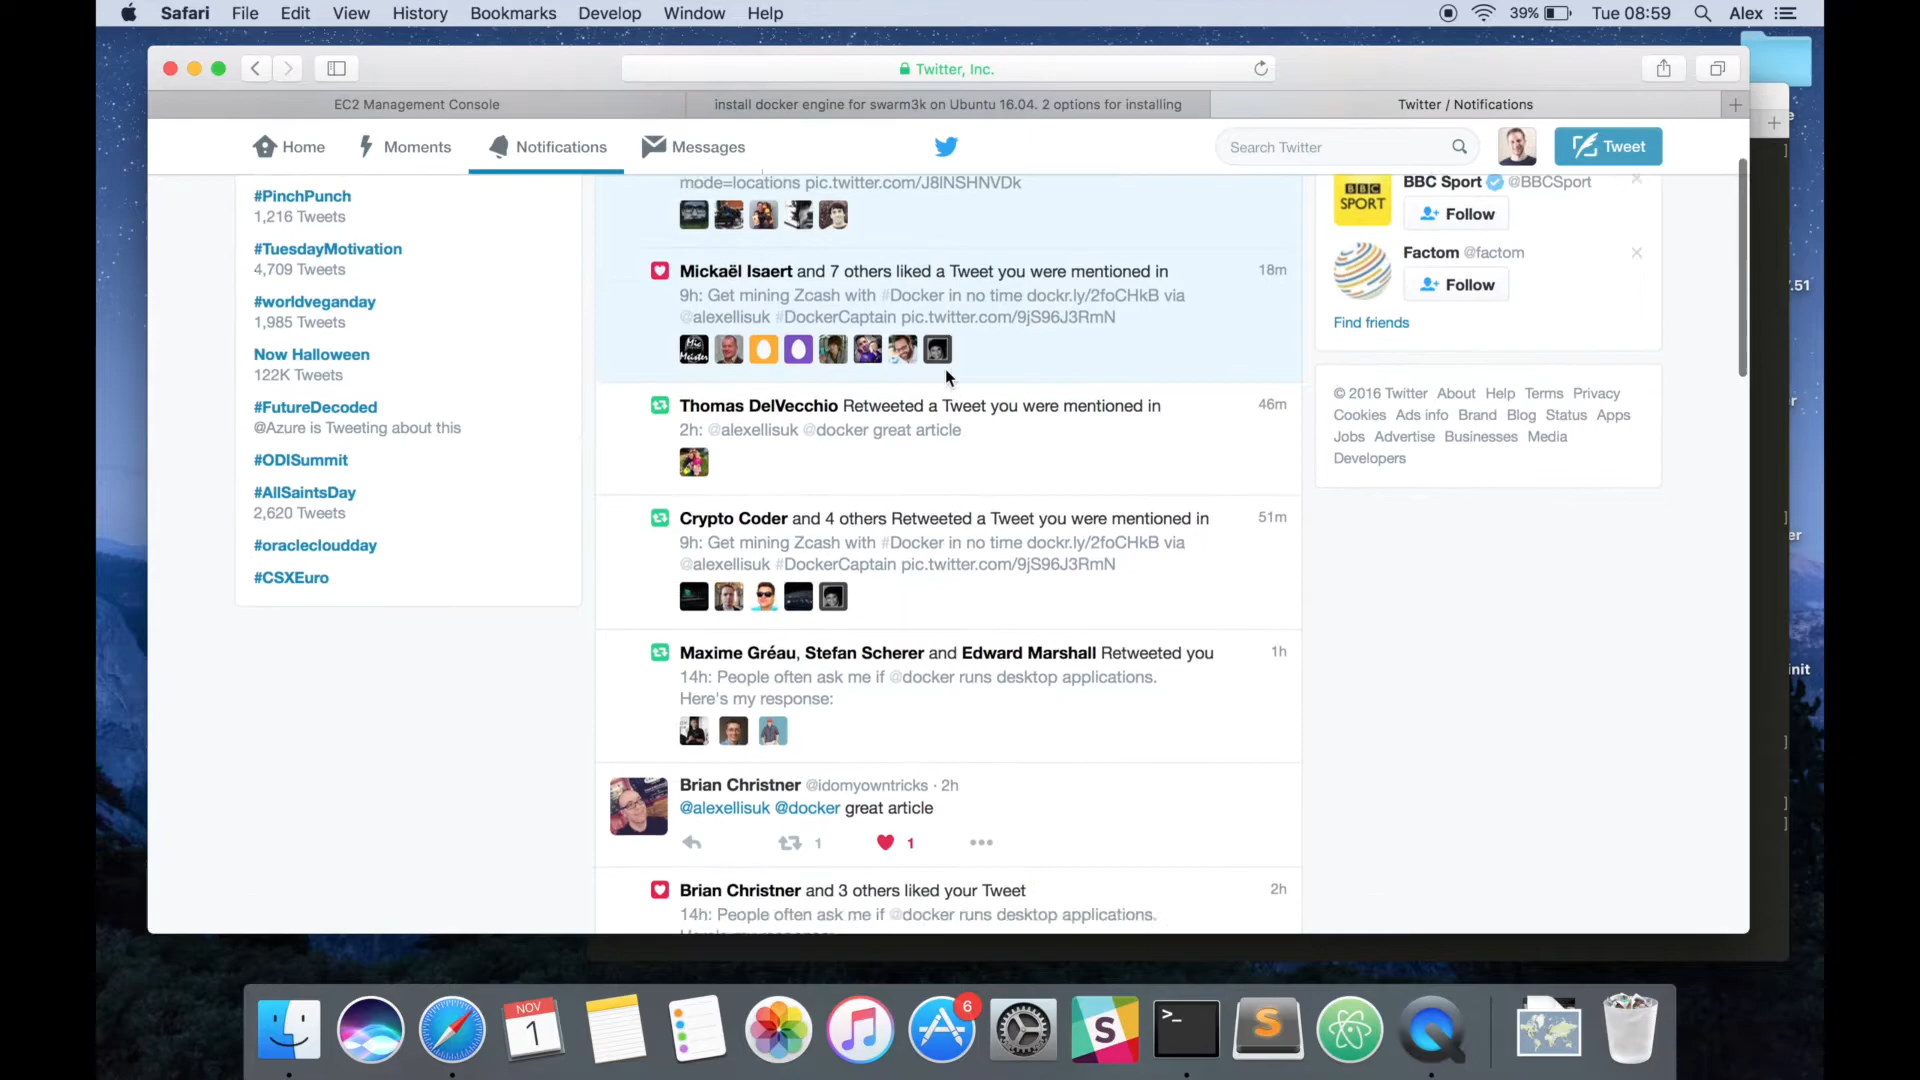 Safari File Edit View History Bookmarks Develop Window Help 39% Tue 08:59 Alex
Twitter, Inc.
EC2 Management Console install docker engine for swarm3k on Ubuntu 16.04. 2 options for installing Twitter / Notifications
Home Moments Notifications Messages Search Twitter Tweet
#PinchPunch
1,216 Tweets
#TuesdayMotivation
4,709 Tweets
#worldveganday
1,985 Tweets
Now Halloween
122K Tweets
#FutureDecoded
@Azure is Tweeting about this
#ODISummit
#AllSaintsDay
2,620 Tweets
#oraclecloudday
#CSXEuro
mode=locations pic.twitter.com/J8lNSHNVDk
Mickaël Isaert and 7 others liked a Tweet you were mentioned in 18m
9h: Get mining Zcash with #Docker in no time dockr.ly/2foCHkB via
@alexellisuk #DockerCaptain pic.twitter.com/9jS96J3RmN
Thomas DelVecchio Retweeted a Tweet you were mentioned in 46m
2h: @alexellisuk @docker great article
Crypto Coder and 4 others Retweeted a Tweet you were mentioned in 51m
9h: Get mining Zcash with #Docker in no time dockr.ly/2foCHkB via
@alexellisuk #DockerCaptain pic.twitter.com/9jS96J3RmN
Maxime Gréau, Stefan Scherer and Edward Marshall Retweeted you 1h
14h: People often ask me if @docker runs desktop applications.
Here's my response:
Brian Christner @idomyowntricks · 2h
@alexellisuk @docker great article
1 1
Brian Christner and 3 others liked your Tweet 2h
14h: People often ask me if @docker runs desktop applications.
BBC
SPORT
BBC Sport @BBCSport
Follow
Factom @factom
Follow
Find friends
© 2016 Twitter About Help Terms Privacy
Cookies Ads info Brand Blog Status Apps
Jobs Advertise Businesses Media
Developers
.51
er
init
NOV
1
6
S
>_
S